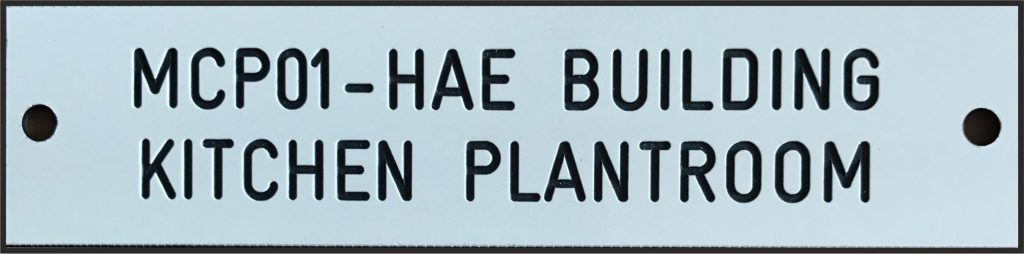 MCP01-HAE BUILDING
KITCHEN PLANTROOM